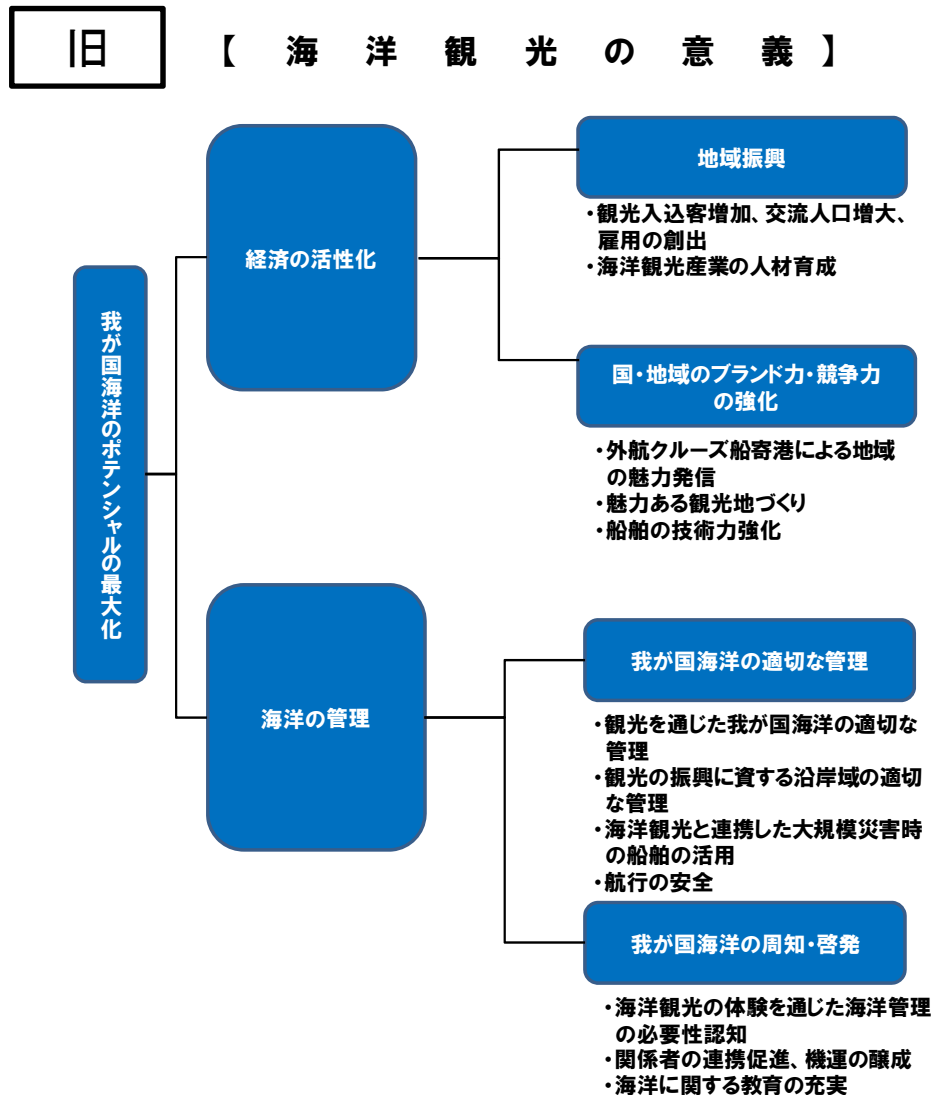 旧
【海洋観光の意義】
我が国海洋のポテンシャルの最大化
経済の活性化
地域振興
・観光入込客増加、交流人口増大、
雇用の創出
・海洋観光産業の人材育成
国・地域のブランド力・競争力
の強化
・外航クルーズ船寄港による地域
の魅力発信
・魅力ある観光地づくり
・船舶の技術力強化
海洋の管理
我が国海洋の適切な管理
・観光を通じた我が国海洋の適切な
管理
・観光の振興に資する沿岸域の適切
な管理
・海洋観光と連携した大規模災害時
の船舶の活用
・航行の安全
我が国海洋の周知・啓発
・海洋観光の体験を通じた海洋管理
の必要性認知
・関係者の連携促進、機運の醸成
・海洋に関する教育の充実